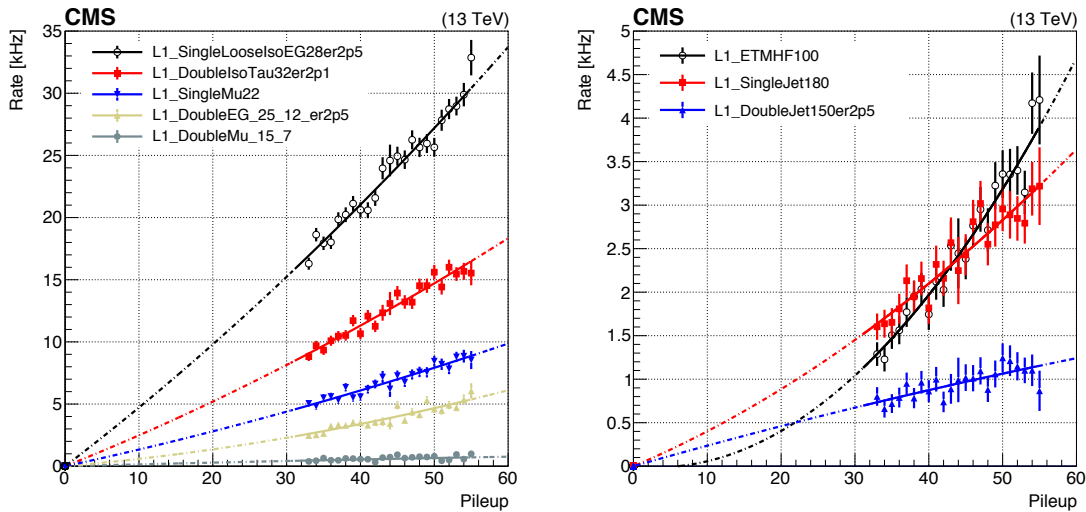 CMS (13 TeV)
Rate [kHz]
35
30
25
20
15
10
5
0
L1_SingleLooseIsoEG28er2p5
L1_DoubleIsoTau32er2p1
L1_SingleMu22
L1_DoubleEG_25_12_er2p5
L1_DoubleMu_15_7
0 10 20 30 40 50 60
Pileup
CMS (13 TeV)
Rate [kHz]
5
4.5
4
3.5
3
2.5
2
1.5
1
0.5
0
L1_ETMHF100
L1_SingleJet180
L1_DoubleJet150er2p5
0 10 20 30 40 50 60
Pileup